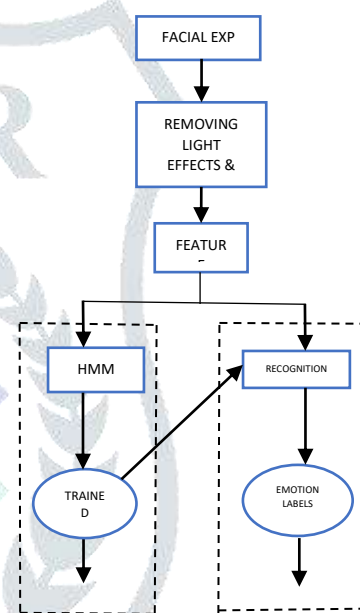 FACIAL EXP
REMOVING
LIGHT
EFFECTS &
FEATUR
HMM
RECOGNITION
TRAINE
D
EMOTION
LABELS